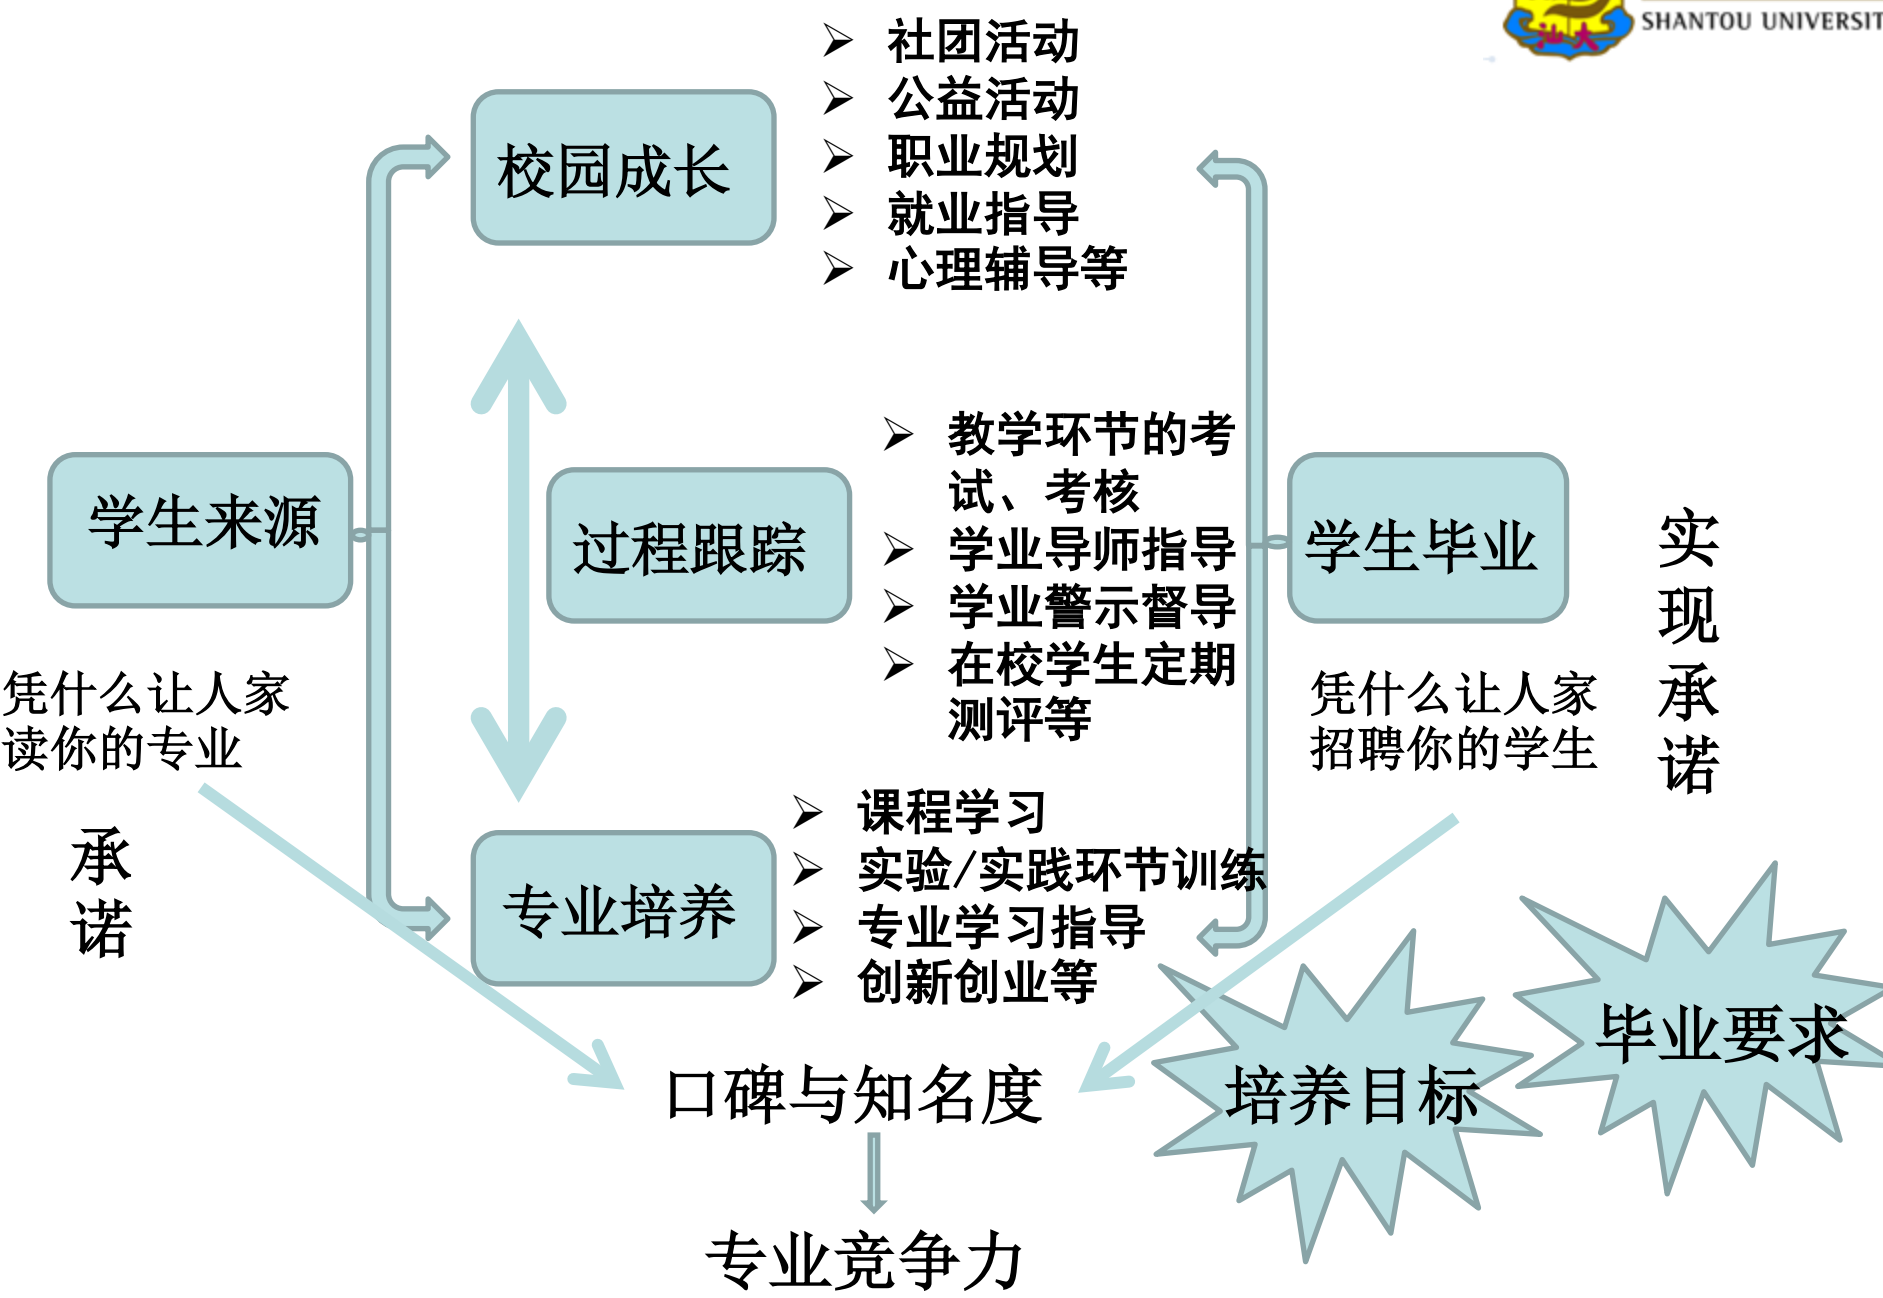 汕大
SHANTOU UNIVERSIT
社团活动
公益活动
职业规划
就业指导
心理辅导等
校园成长
学生来源
过程跟踪
教学环节的考
试、考核
学业导师指导
学业警示督导
在校学生定期
测评等
学生毕业
实
现
承
诺
凭什么让人家
读你的专业
凭什么让人家
招聘你的学生
承
诺
专业培养
课程学习
实验/实践环节训练
专业学习指导
创新创业等
口碑与知名度
培养目标
毕业要求
专业竞争力